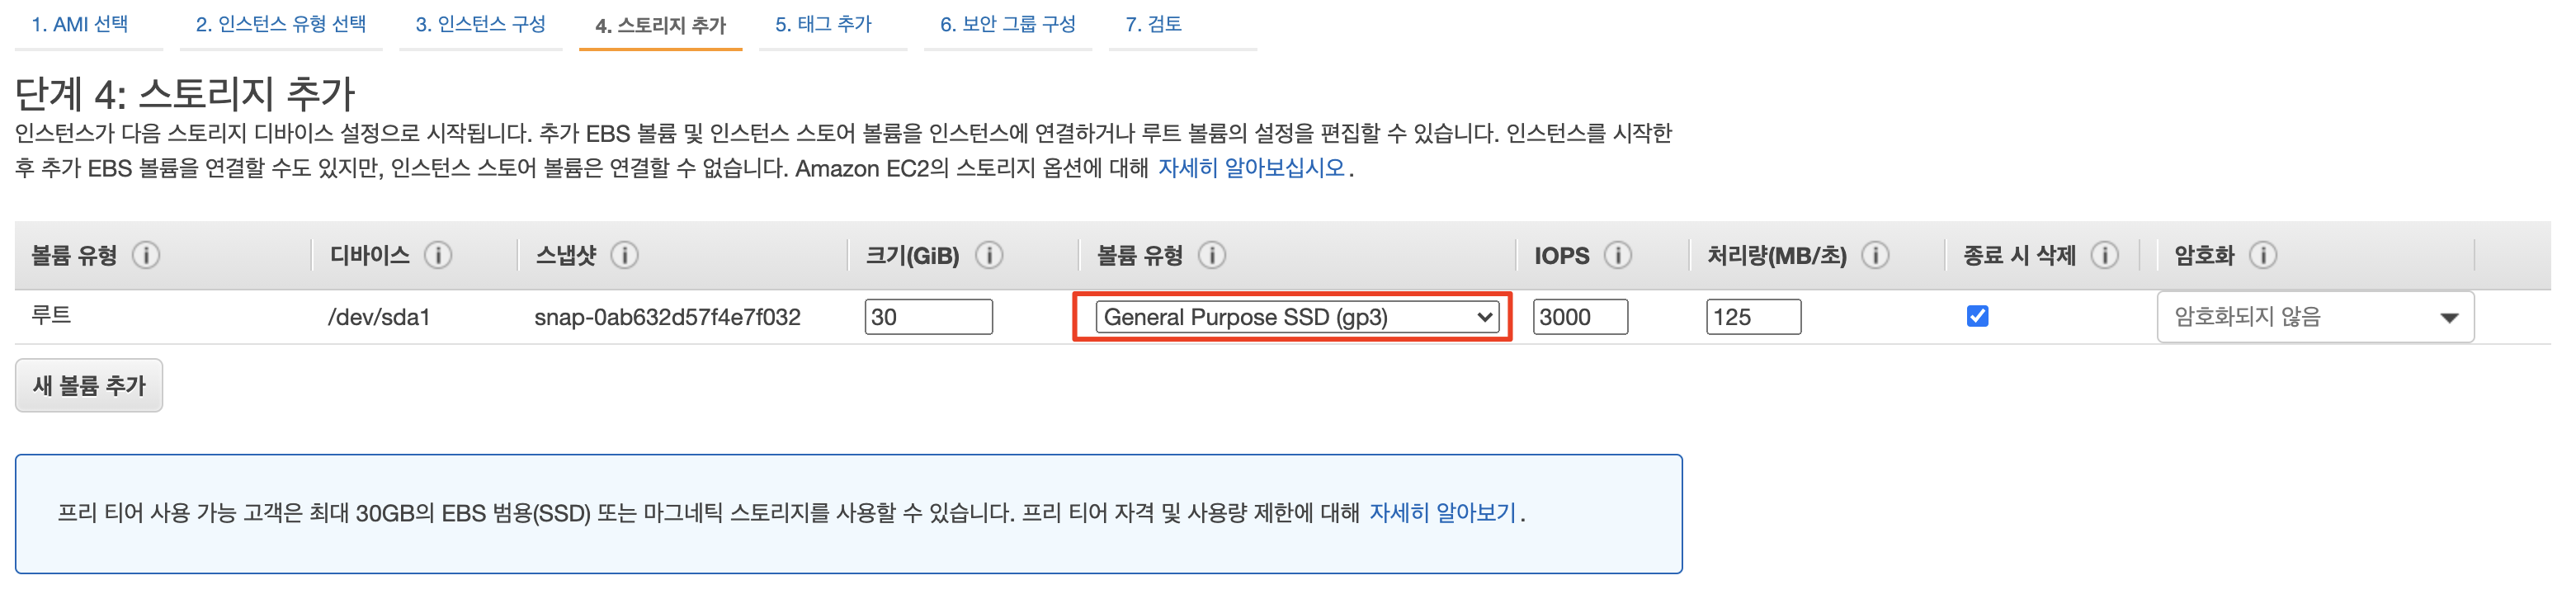 1. AMI 선택 2. 인스턴스 유형 선택 3. 인스턴스 구성 4. 스토리지 추가 5. 태그 추가 6. 보안 그룹 구성 7. 검토
단계 4: 스토리지 추가
인스턴스가 다음 스토리지 디바이스 설정으로 시작됩니다. 추가 EBS 볼륨 및 인스턴스 스토어 볼륨을 인스턴스에 연결하거나 루트 볼륨의 설정을 편집할 수 있습니다. 인스턴스를 시작한
후 추가 EBS 볼륨을 연결할 수도 있지만, 인스턴스 스토어 볼륨은 연결할 수 없습니다. Amazon EC2의 스토리지 옵션에 대해 자세히 알아보십시오.
볼륨 유형 i 디바이스 i 스냅샷 i 크기(GiB) i 볼륨 유형 i IOPS i 처리량(MB/초) i 종료 시 삭제 i 암호화 i
루트 /dev/sda1 snap-0ab632d57f4e7f032 30 General Purpose SSD (gp3) 3000 125 암호화되지 않음
새 볼륨 추가
프리 티어 사용 가능 고객은 최대 30GB의 EBS 범용(SSD) 또는 마그네틱 스토리지를 사용할 수 있습니다. 프리 티어 자격 및 사용량 제한에 대해 자세히 알아보기.